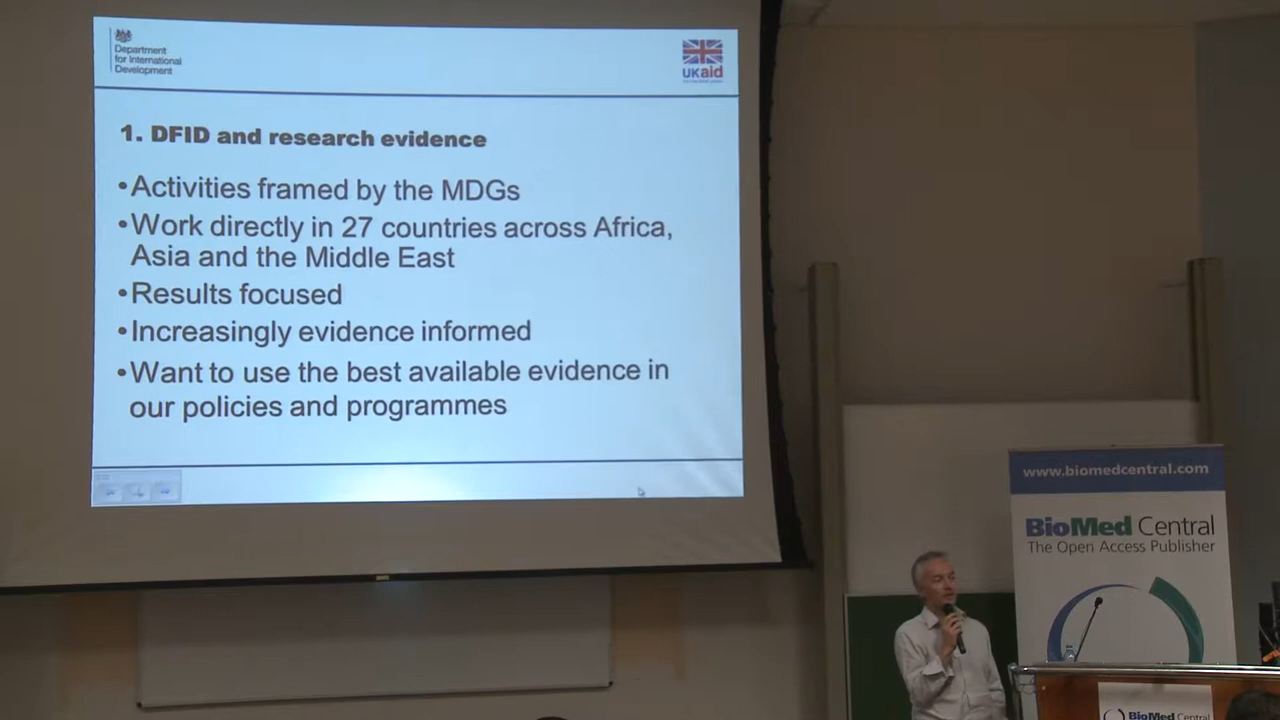 Department
for International
Development
UKaid
1. DFID and research evidence
•Activities framed by the MDGs
•Work directly in 27 countries across Africa,
Asia and the Middle East
•Results focused
•Increasingly evidence informed
•Want to use the best available evidence in
our policies and programmes
www.biomedcentral.com
BioMed Central
The Open Access Publisher
BioMed Central